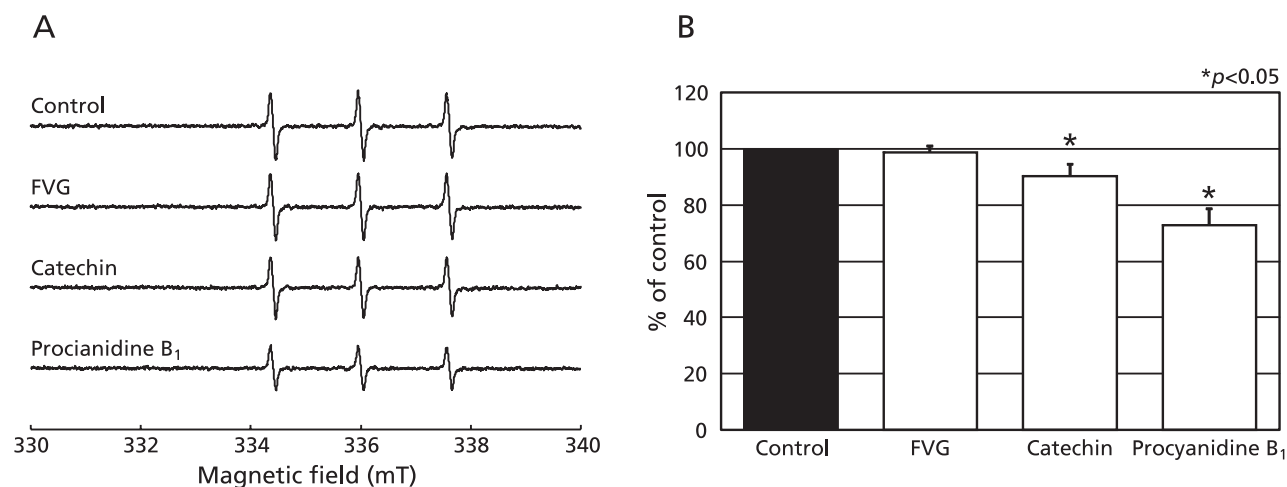 A
Control
FVG
Catechin
Procianidine B₁
330 332 334 336 338 340
Magnetic field (mT)
B
*p<0.05
120
100
80
60
40
20
0
% of control
*
*
Control FVG Catechin Procyanidine B₁